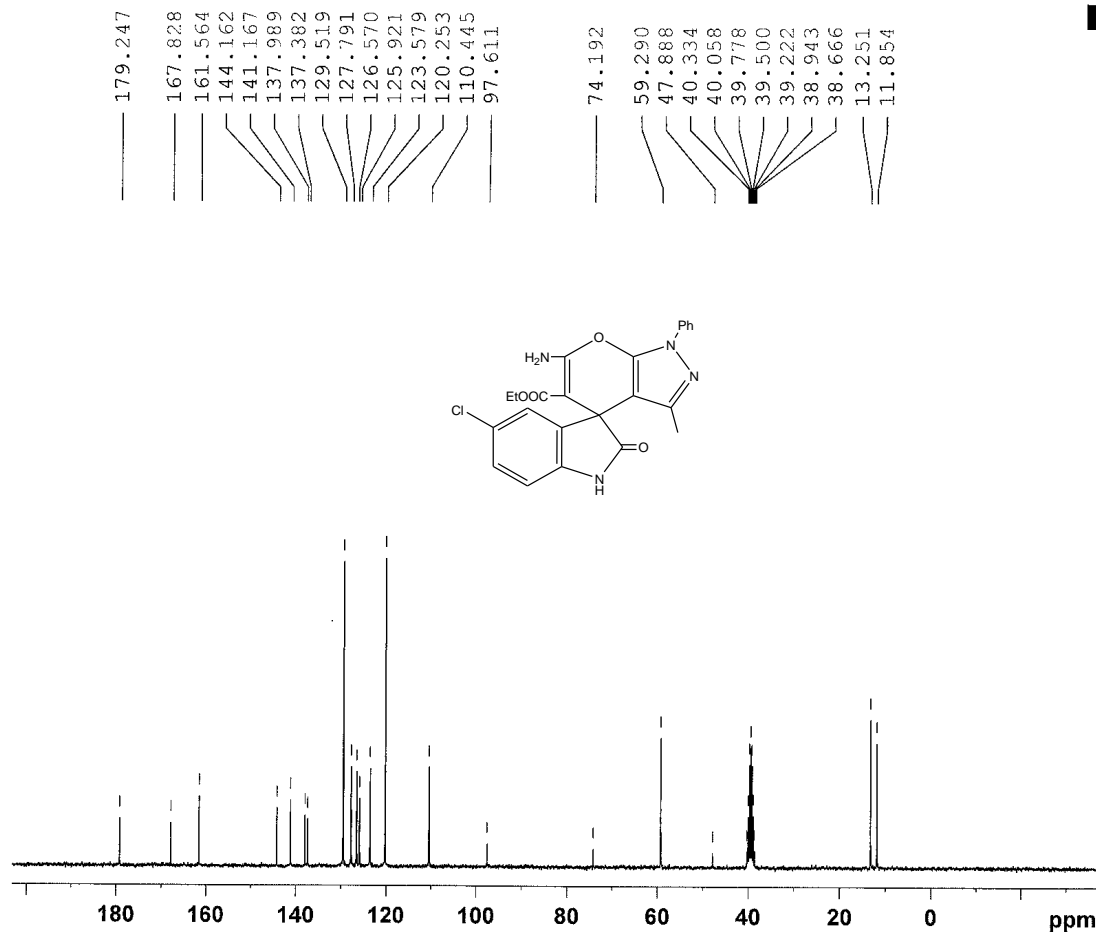 179.247
167.828
161.564
144.162
141.167
137.989
137.382
129.519
127.791
126.570
125.921
123.579
120.253
110.445
97.611
74.192
59.290
47.888
40.334
40.058
39.778
39.500
39.222
38.943
38.666
13.251
11.854
Ph
O
N
H2N
N
EtOOC
Cl
O
N
H
180 160 140 120 100 80 60 40 20 0 ppm